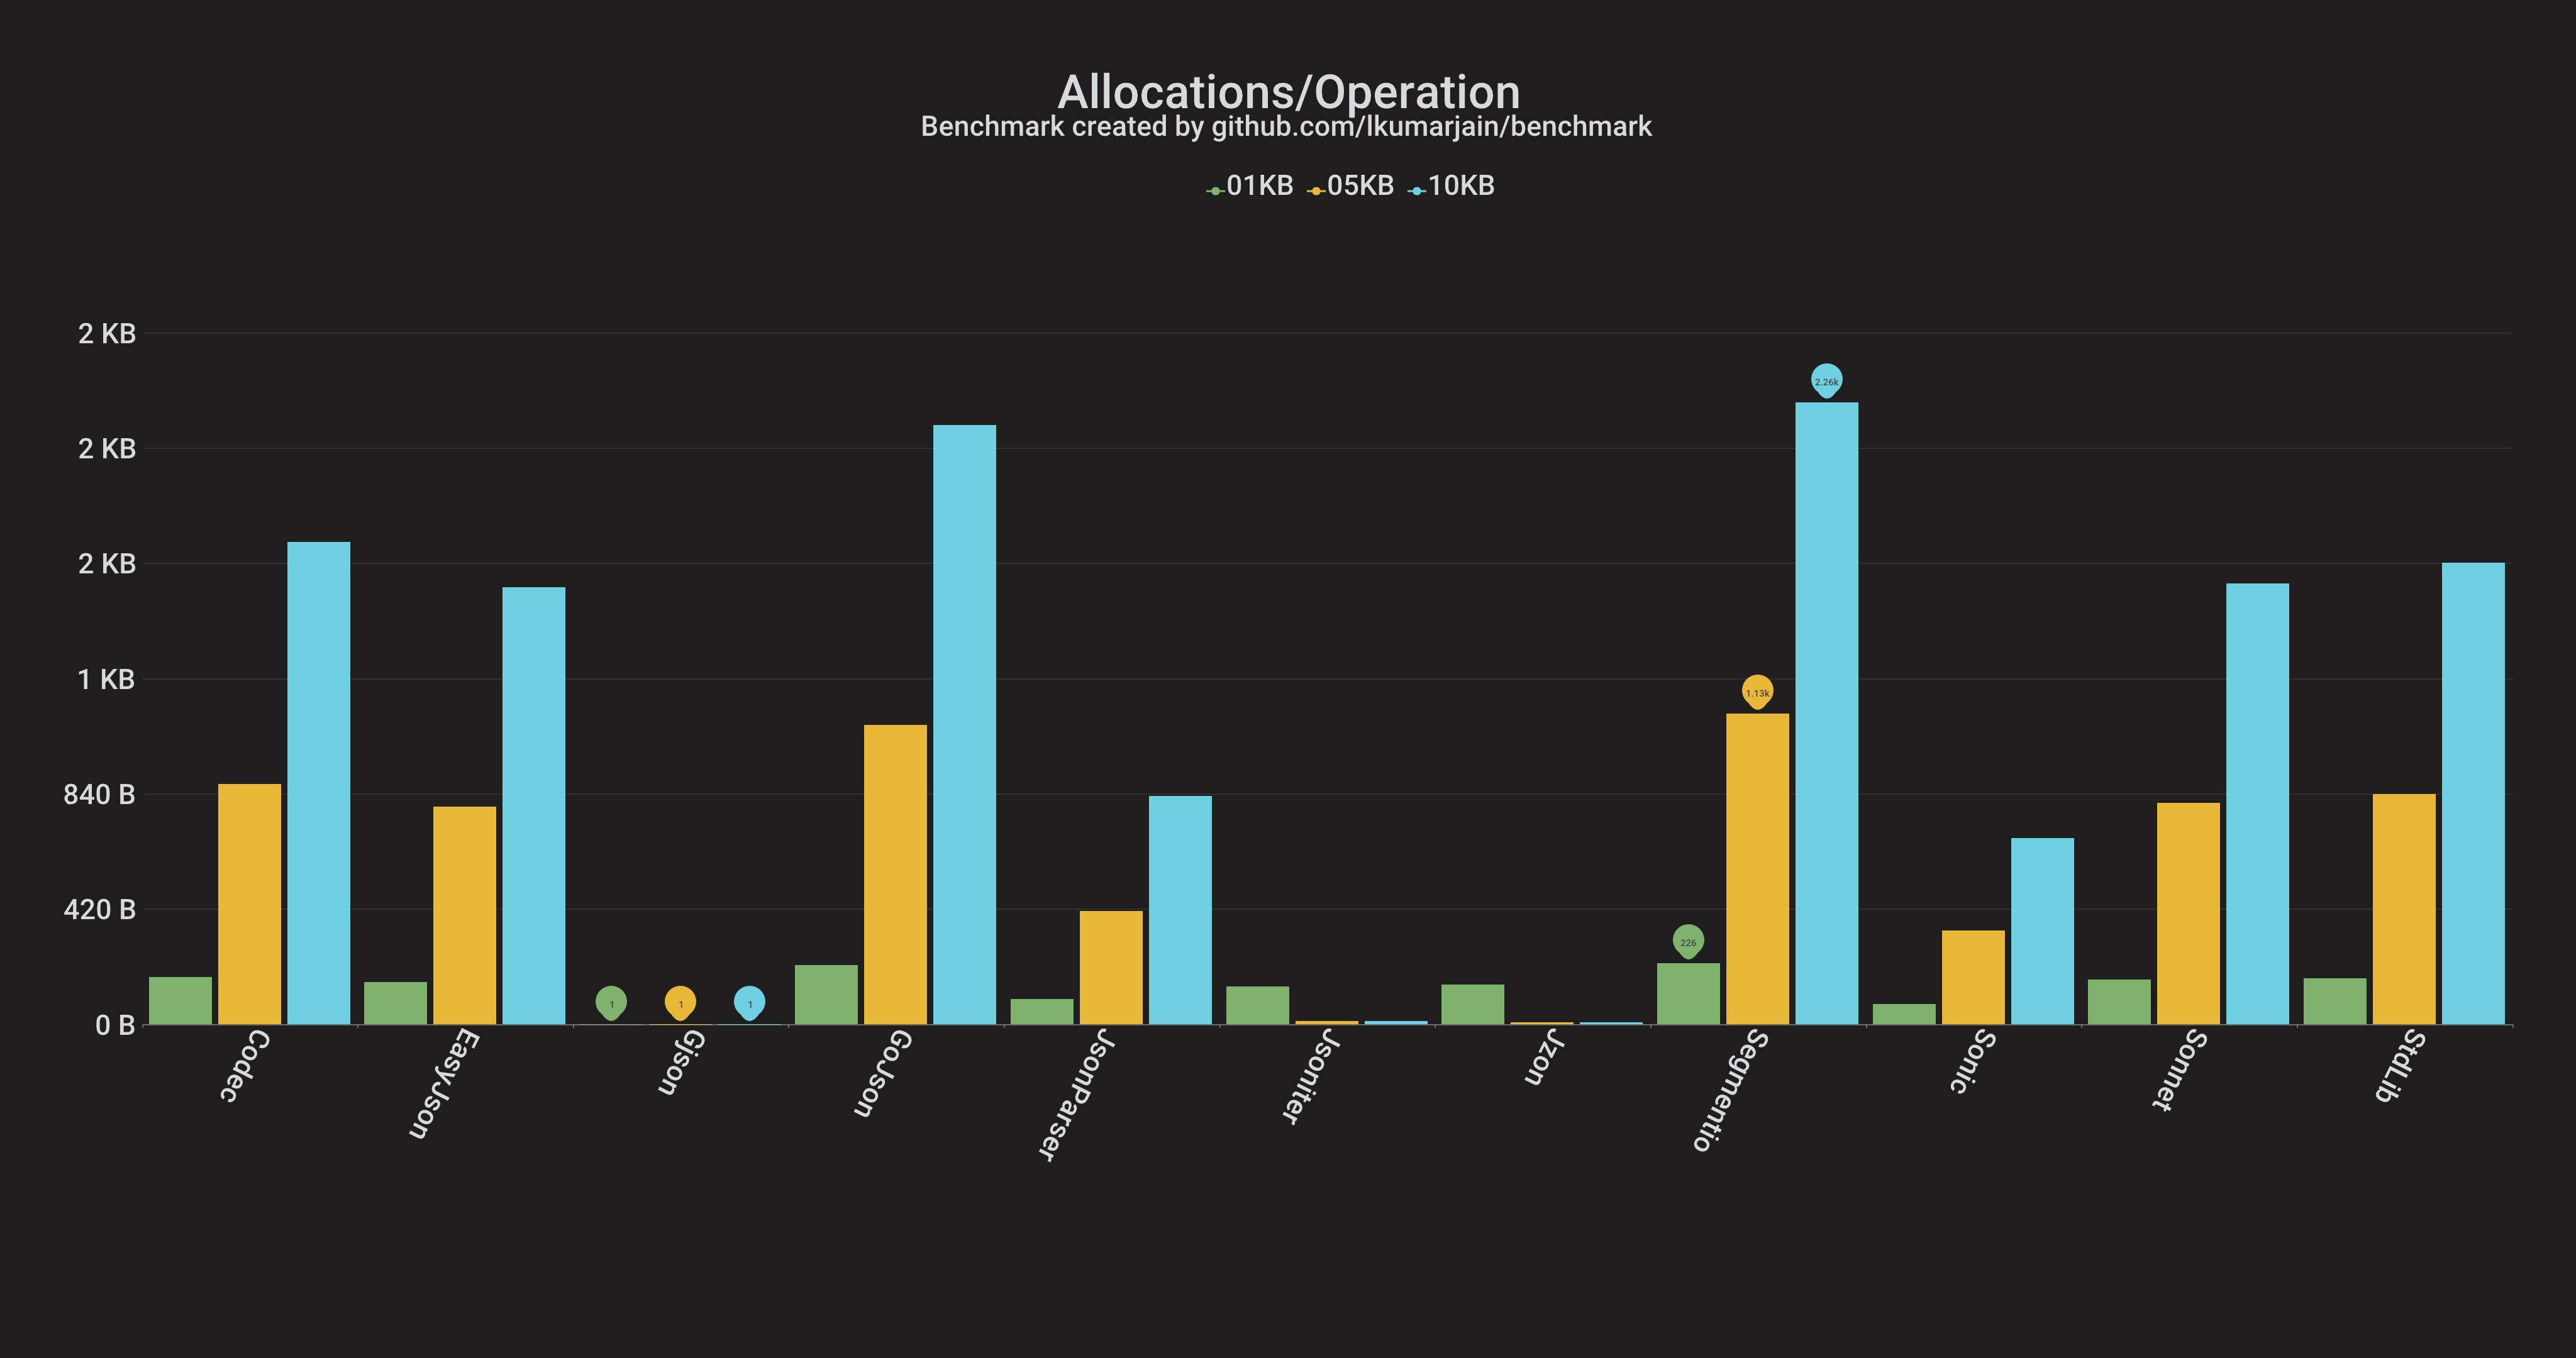 Allocations/Operation
Benchmark created by github.com/lkumarjain/benchmark
01KB 05KB 10KB
2 KB
2.26k
2 KB
2 KB
1 KB
1.13k
840 B
420 B
226
1 1 1
0 B
Codec EasyJson Gjson GoJson JsonParser Jsoniter Jzon Segmentio Sonic Sonnet StdLib